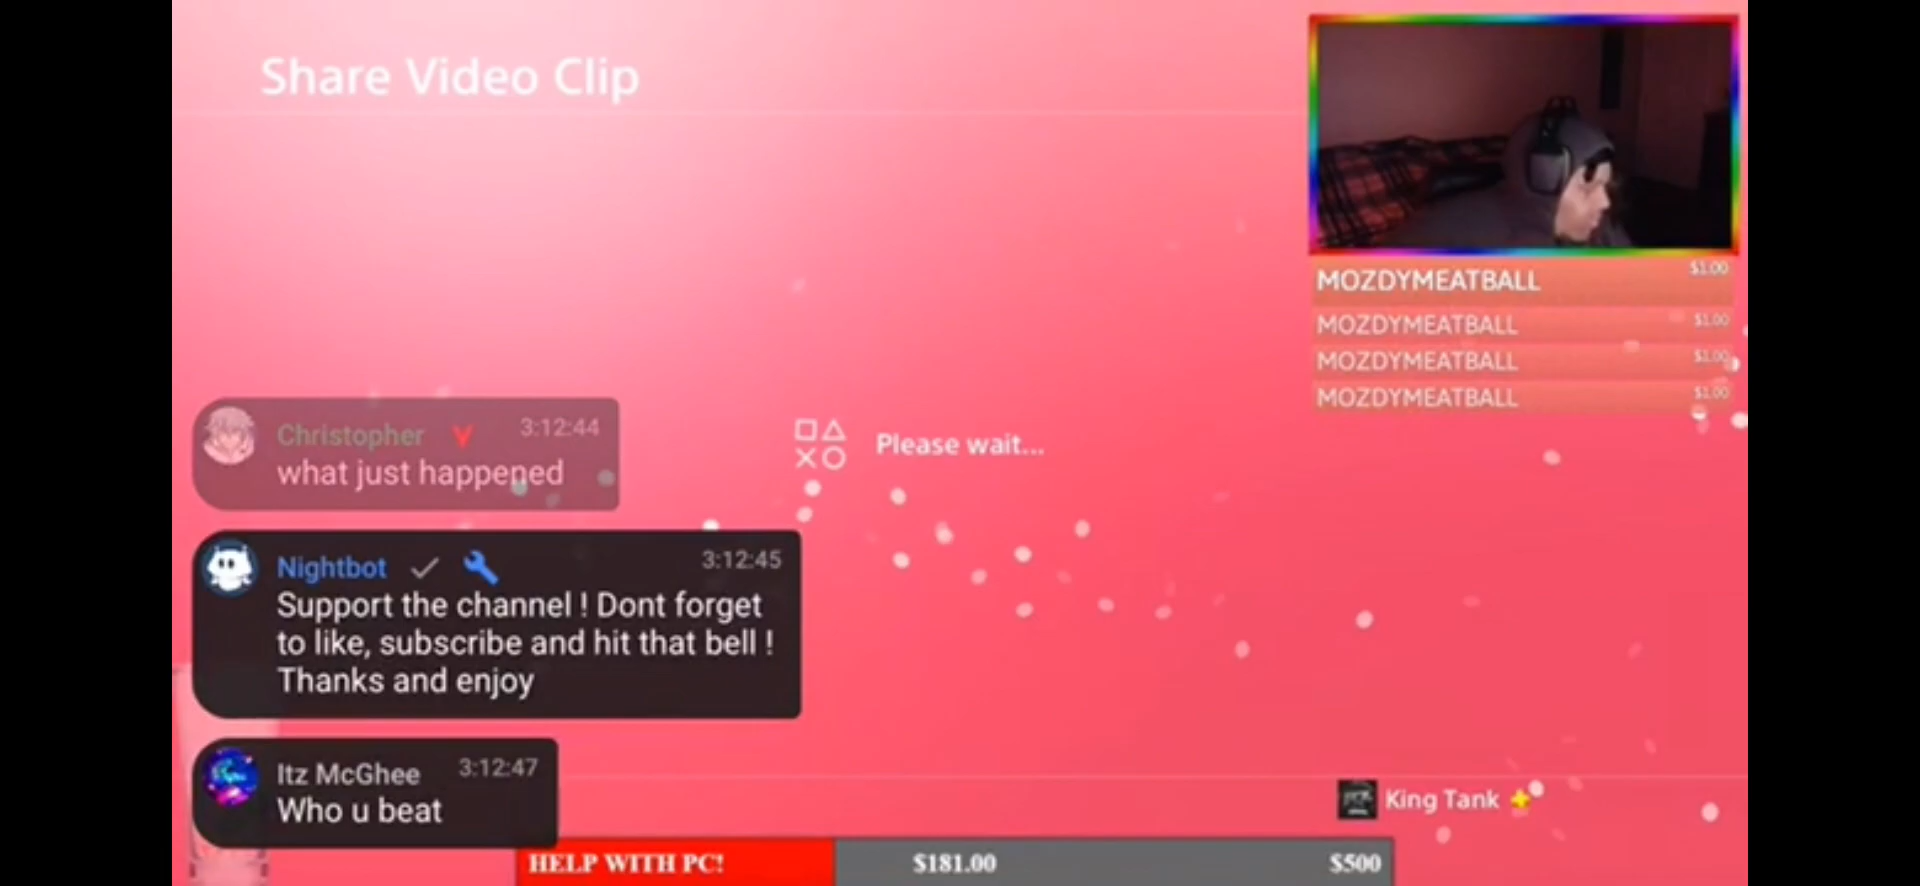 Share Video Clip
MOZDYMEATBALL $1.00
MOZDYMEATBALL $1.00
MOZDYMEATBALL $1.00
MOZDYMEATBALL $1.00
Christopher 3:12:44
what just happened
Please wait...
Nightbot 3:12:45
Support the channel ! Dont forget
to like, subscribe and hit that bell !
Thanks and enjoy
Itz McGhee 3:12:47
Who u beat
King Tank
HELP WITH PC! $181.00 $500